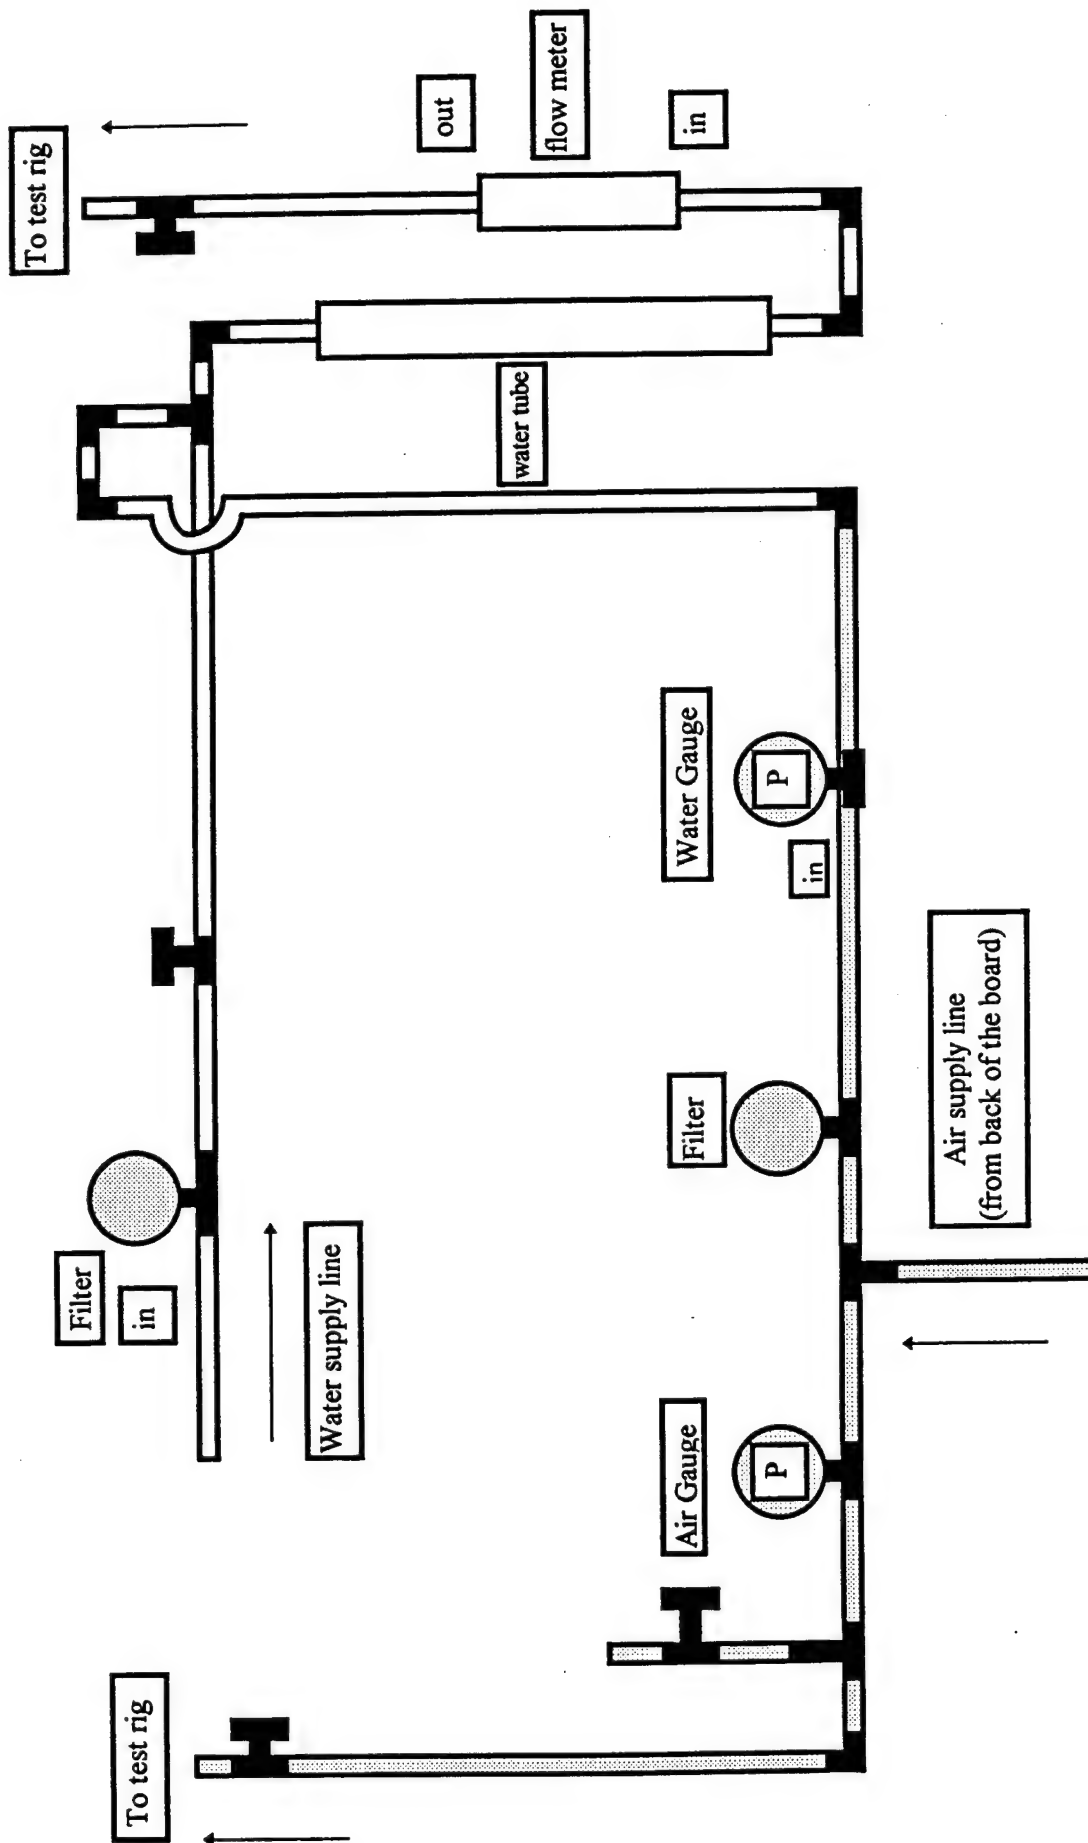 To test rig
Filter
in
Water supply line
Air Gauge
P
Filter
Water Gauge
P
in
Air supply line
(from back of the board)
water tube
To test rig
out
flow meter
in